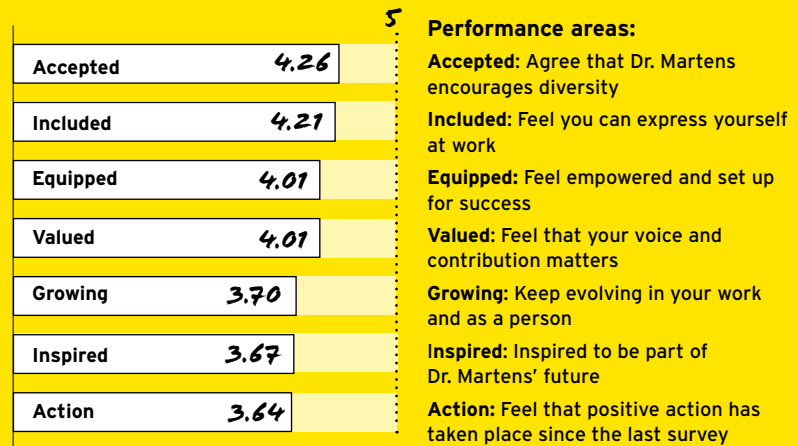 5
Accepted 4.26
Included 4.21
Equipped 4.01
Valued 4.01
Growing 3.70
Inspired 3.67
Action 3.64
Performance areas:
Accepted: Agree that Dr. Martens
encourages diversity
Included: Feel you can express yourself
at work
Equipped: Feel empowered and set up
for success
Valued: Feel that your voice and
contribution matters
Growing: Keep evolving in your work
and as a person
Inspired: Inspired to be part of
Dr. Martens’ future
Action: Feel that positive action has
taken place since the last survey